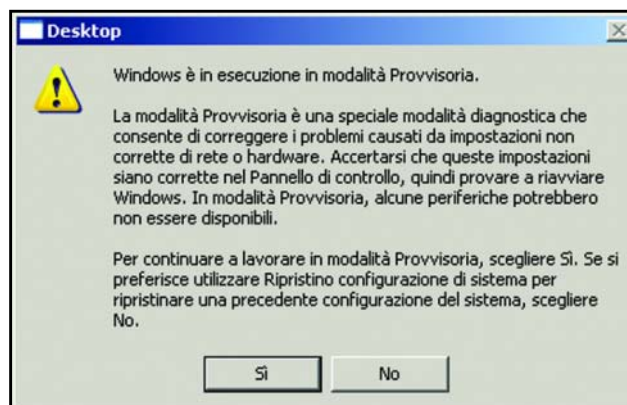 Desktop
Windows è in esecuzione in modalità Provvisoria.
La modalità Provvisoria è una speciale modalità diagnostica che
consente di correggere i problemi causati da impostazioni non
corrette di rete o hardware. Accertarsi che queste impostazioni
siano corrette nel Pannello di controllo, quindi provare a riavviare
Windows. In modalità Provvisoria, alcune periferiche potrebbero
non essere disponibili.
Per continuare a lavorare in modalità Provvisoria, scegliere Sì. Se si
preferisce utilizzare Ripristino configurazione di sistema per
ripristinare una precedente configurazione del sistema, scegliere
No.
Sì
No